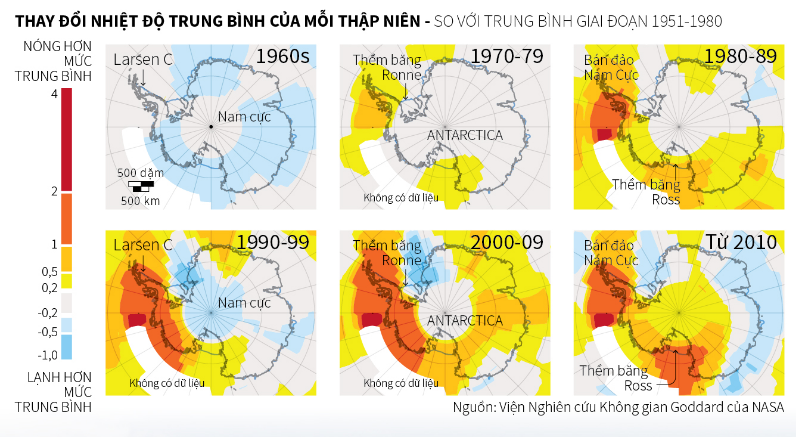 THAY ĐỔI NHIỆT ĐỘ TRUNG BÌNH CỦA MỖI THẬP NIÊN - SO VỚI TRUNG BÌNH GIAI ĐOẠN 1951-1980
NÓNG HƠN
MỨC
TRUNG BÌNH
4
2
1
0,5
0,2
-0,2
-0,5
-1,0
LẠNH HƠN
MỨC
TRUNG BÌNH
1960s
Larsen C
Nam cực
500 dặm
500 km
1970-79
Thềm băng
Ronne
ANTARCTICA
Không có dữ liệu
1980-89
Bán đảo
Nam Cực
Thềm băng
Ross
1990-99
Larsen C
Nam cực
Không có dữ liệu
2000-09
Thềm băng
Ronne
ANTARCTICA
Không có dữ liệu
Từ 2010
Bán đảo
Nam Cực
Thềm băng
Ross
Nguồn: Viện Nghiên cứu Không gian Goddard của NASA